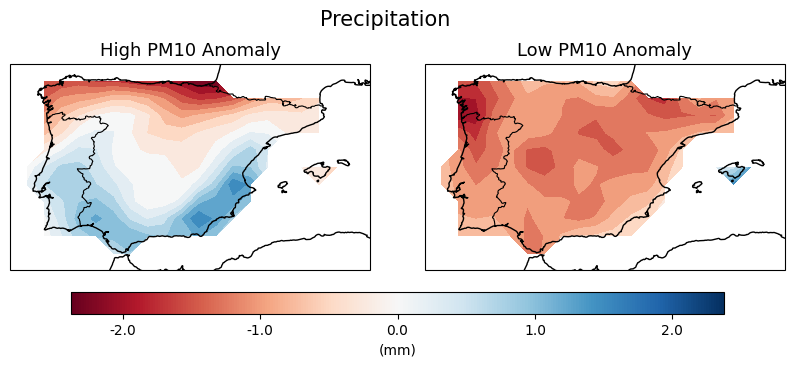 Precipitation
High PM10 Anomaly
Low PM10 Anomaly
-2.0 -1.0 0.0 1.0 2.0
(mm)